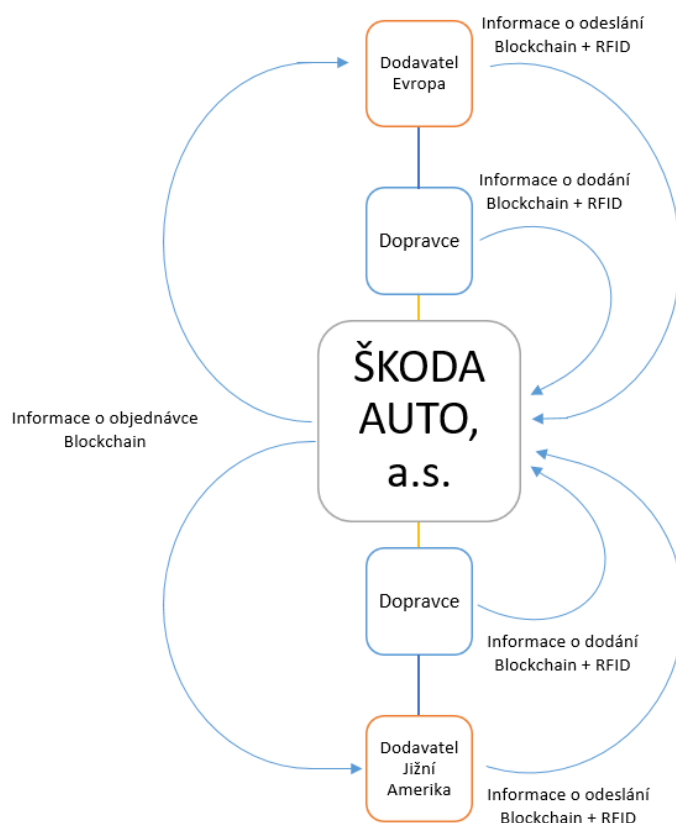 Informace o odeslání
Blockchain + RFID
Dodavatel
Evropa
Informace o dodání
Blockchain + RFID
Dopravce
ŠKODA
AUTO,
a.s.
Informace o objednávce
Blockchain
Dopravce
Informace o dodání
Blockchain + RFID
Dodavatel
Jižní
Amerika
Informace o odeslání
Blockchain + RFID